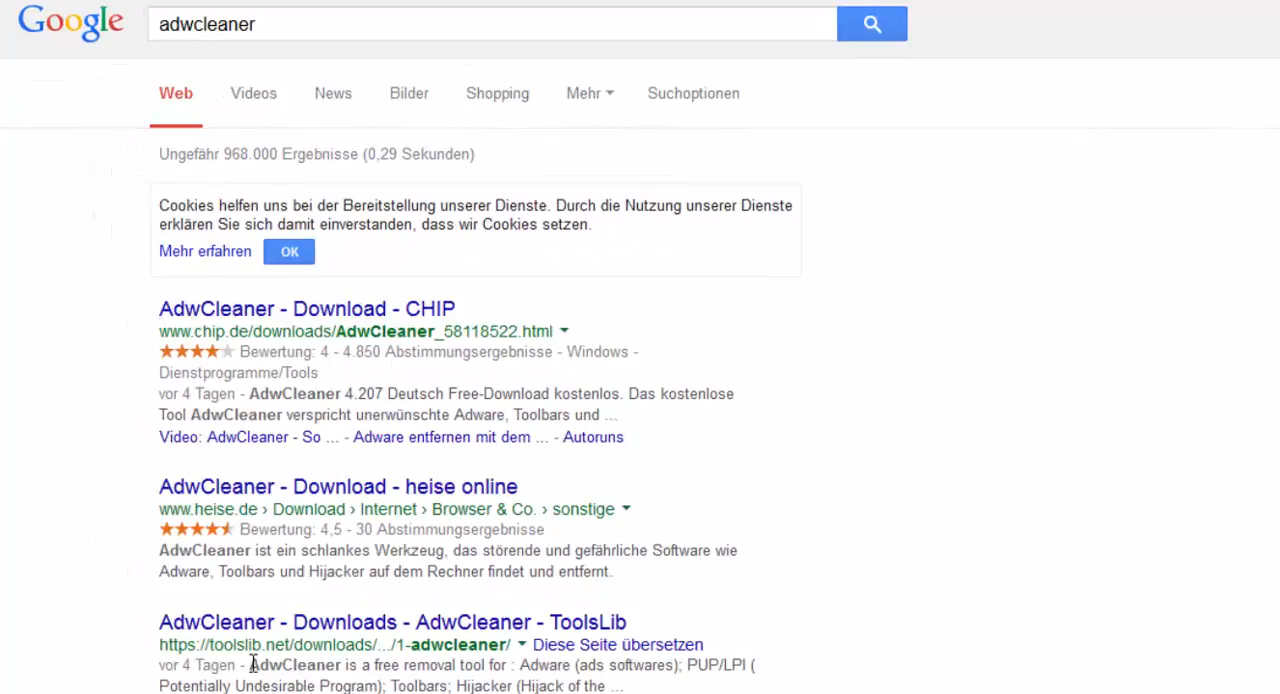 Google
adwcleaner
Web Videos News Bilder Shopping Mehr Suchoptionen
Ungefähr 968.000 Ergebnisse (0,29 Sekunden)
Cookies helfen uns bei der Bereitstellung unserer Dienste. Durch die Nutzung unserer Dienste
erklären Sie sich damit einverstanden, dass wir Cookies setzen.
Mehr erfahren OK
AdwCleaner - Download - CHIP
www.chip.de/downloads/AdwCleaner_58118522.html
Bewertung: 4 - 4.850 Abstimmungsergebnisse - Windows -
Dienstprogramme/Tools
vor 4 Tagen - AdwCleaner 4.207 Deutsch Free-Download kostenlos. Das kostenlose
Tool AdwCleaner verspricht unerwünschte Adware, Toolbars und ...
Video: AdwCleaner - So ... - Adware entfernen mit dem ... - Autoruns
AdwCleaner - Download - heise online
www.heise.de › Download › Internet › Browser & Co. › sonstige
Bewertung: 4,5 - 30 Abstimmungsergebnisse
AdwCleaner ist ein schlankes Werkzeug, das störende und gefährliche Software wie
Adware, Toolbars und Hijacker auf dem Rechner findet und entfernt.
AdwCleaner - Downloads - AdwCleaner - ToolsLib
https://toolslib.net/downloads/.../1-adwcleaner/ Diese Seite übersetzen
vor 4 Tagen - AdwCleaner is a free removal tool for : Adware (ads softwares); PUP/LPI (
Potentially Undesirable Program); Toolbars; Hijacker (Hijack of the ...